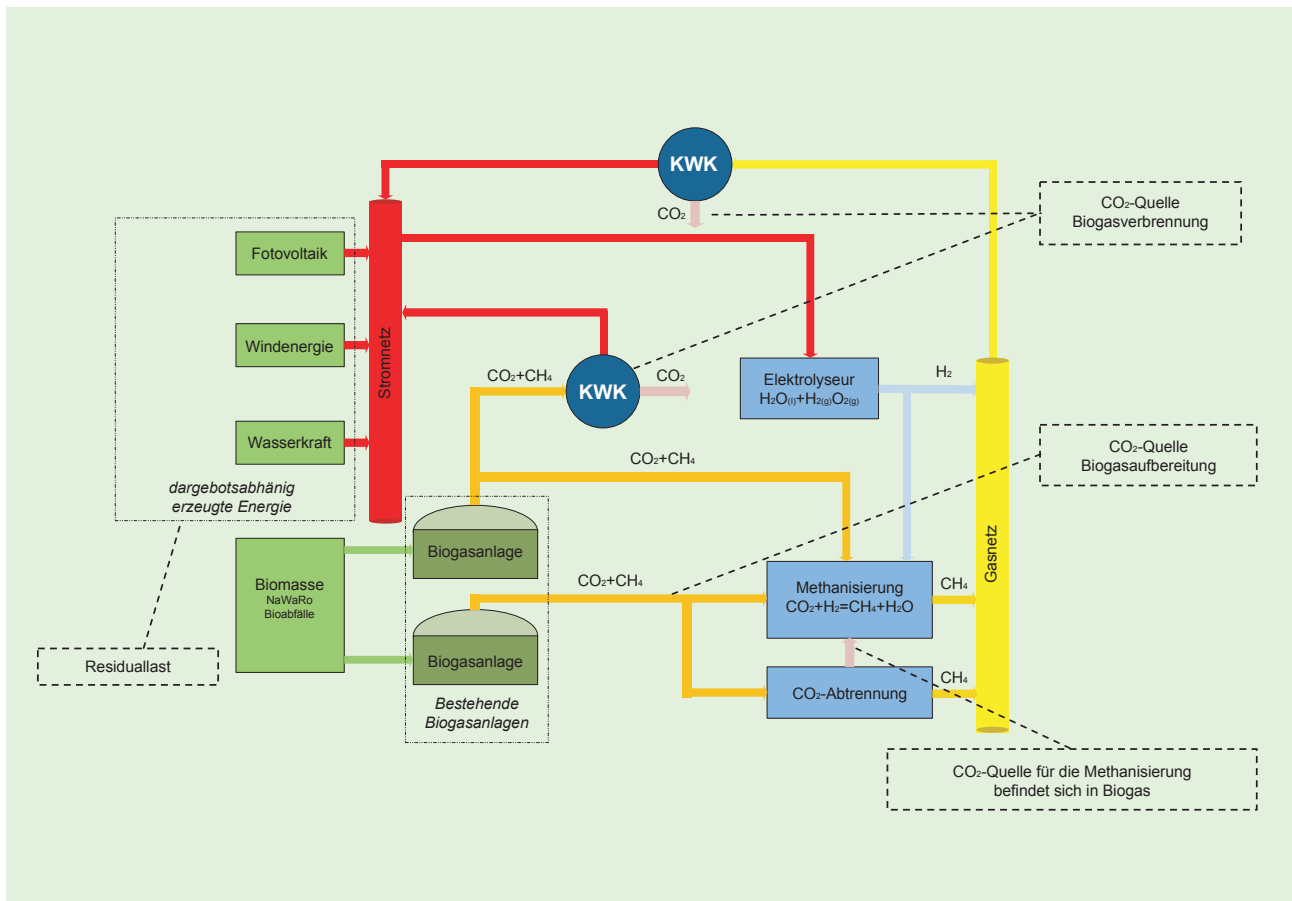 KWK
CO₂
CO₂-Quelle
Biogasverbrennung
Fotovoltaik
Windenergie
Wasserkraft
dargebotsabhänig
erzeugte Energie
Stromnetz
CO₂+CH₄
KWK
CO₂
Elektrolyseur
H₂O(l)+H₂(g)O₂(g)
H₂
CO₂+CH₄
CO₂-Quelle
Biogasaufbereitung
Gasnetz
Biomasse
NaWaRo
Bioabfälle
Biogasanlage
Biogasanlage
Bestehende
Biogasanlagen
CO₂+CH₄
Methanisierung
CO₂+H₂=CH₄+H₂O
CH₄
CO₂-Abtrennung
CH₄
Residuallast
CO₂-Quelle für die Methanisierung
befindet sich in Biogas